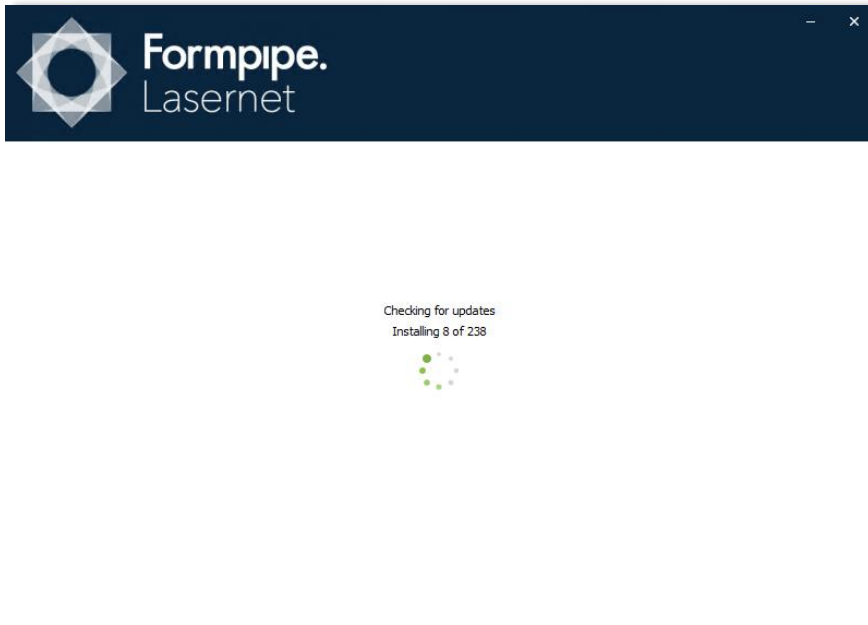 Formpipe.
Lasernet
Checking for updates
Installing 8 of 238